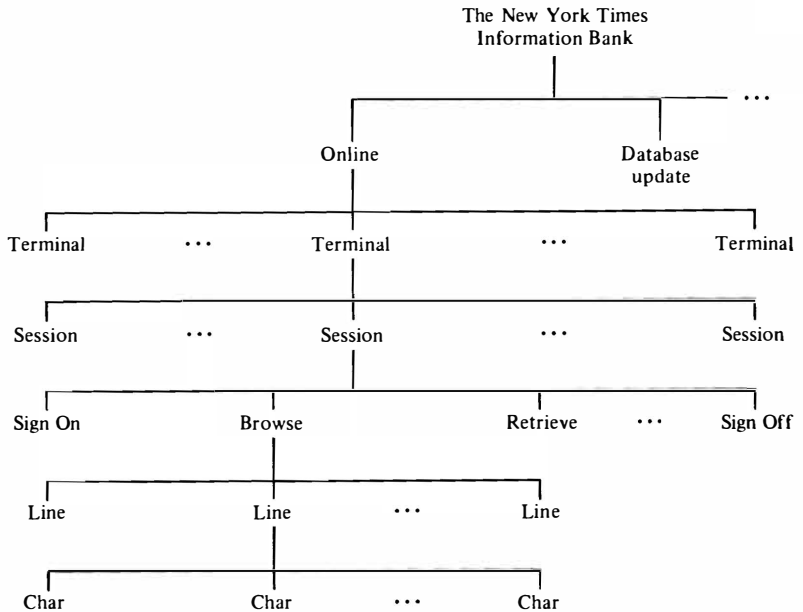 The New York Times
Information Bank
...
Online Database
update
Terminal ... Terminal ... Terminal
Session ... Session ... Session
Sign On Browse Retrieve ... Sign Off
Line Line ... Line
Char Char ... Char